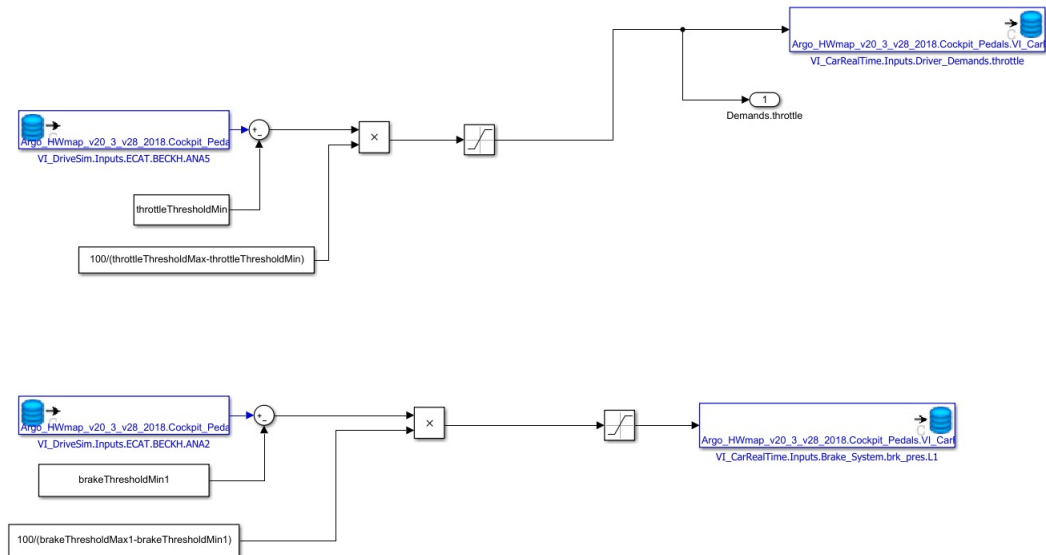 Argo_HWmap_v20_3_v28_2018.Cockpit_Pedals.VI_Car
VI_CarRealTime.Inputs.Driver_Demands.throttle
1
Demands.throttle
Argo_HWmap_v20_3_v28_2018.Cockpit_Peda
VI_DriveSim.Inputs.ECAT.BECKH.ANA5
+
-
×
throttleThresholdMin
100/(throttleThresholdMax-throttleThresholdMin)
Argo_HWmap_v20_3_v28_2018.Cockpit_Peda
VI_DriveSim.Inputs.ECAT.BECKH.ANA2
+
-
×
Argo_HWmap_v20_3_v28_2018.Cockpit_Pedals.VI_Car
VI_CarRealTime.Inputs.Brake_System.brk_pres.L1
brakeThresholdMin1
100/(brakeThresholdMax1-brakeThresholdMin1)